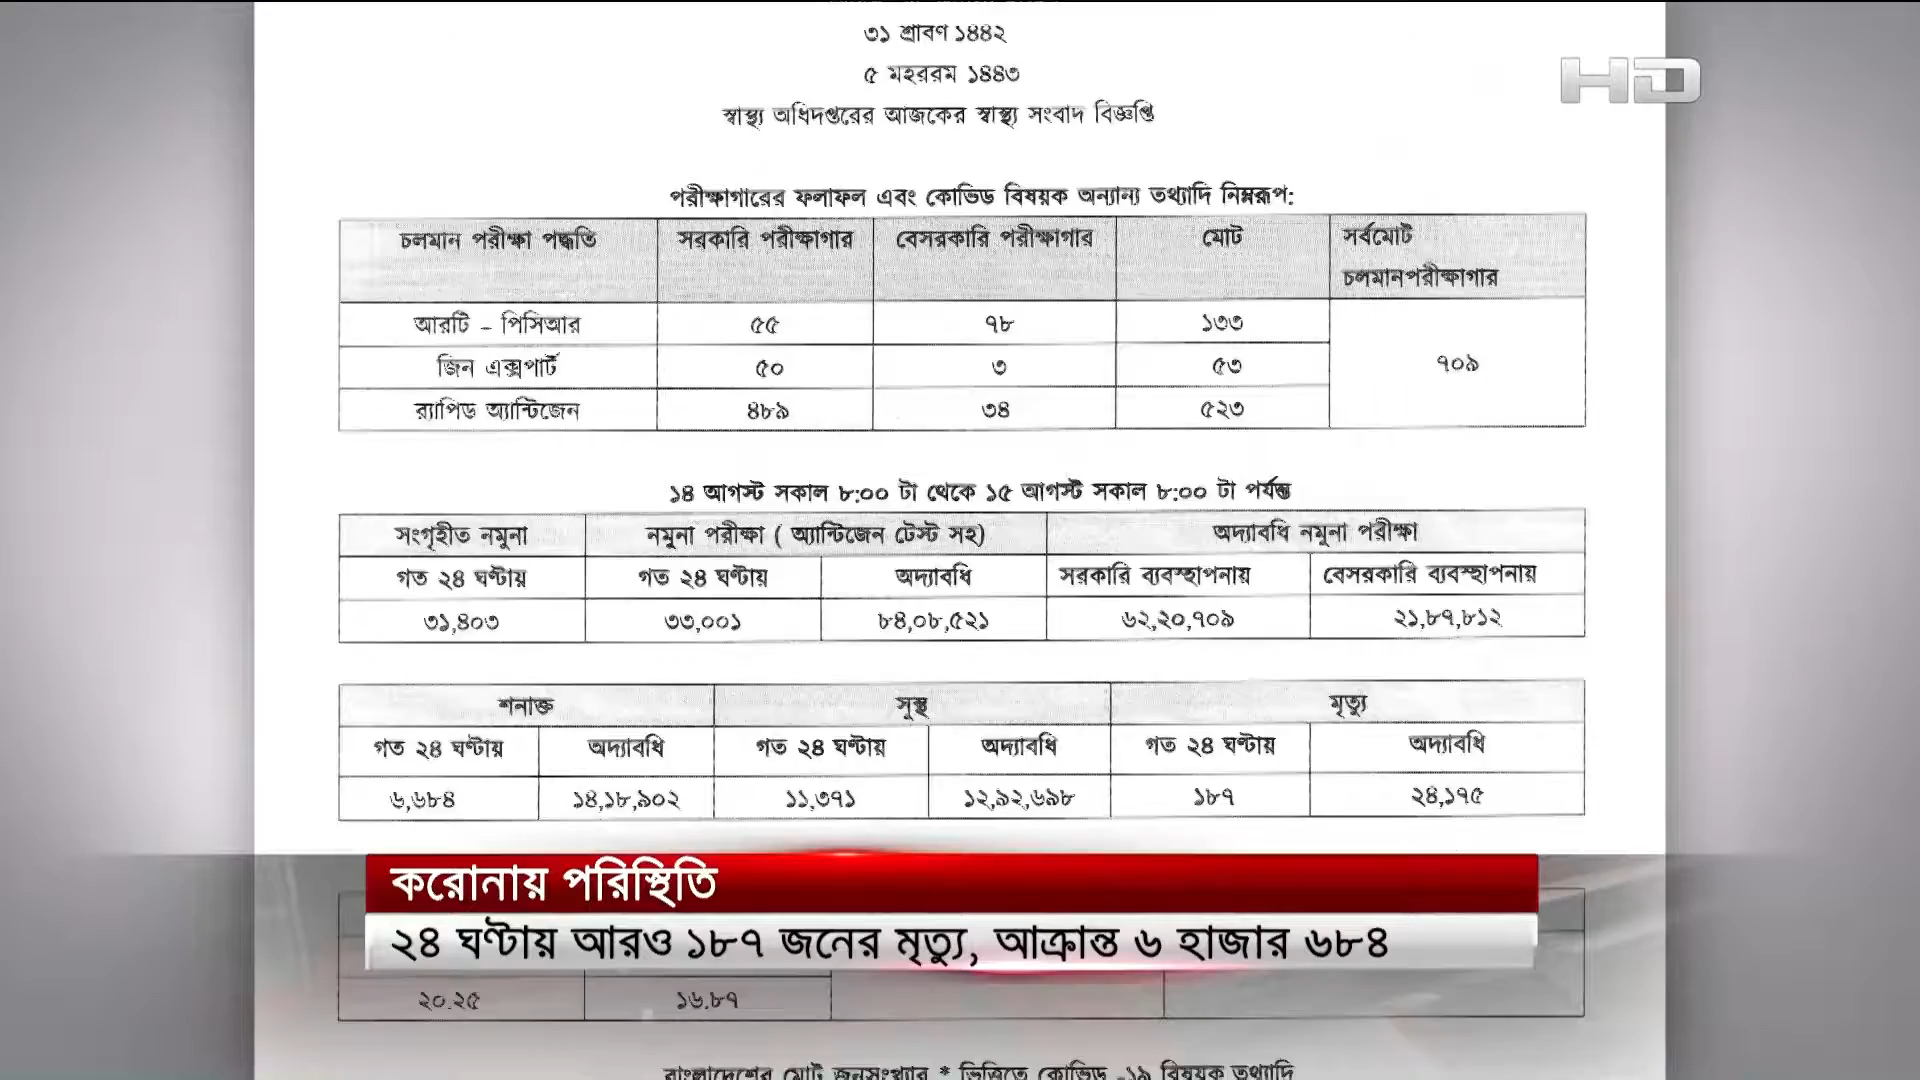 ৩১ শ্রাবণ ১৪৪২
৫ মহররম ১৪৪৩
স্বাস্থ্য অধিদপ্তরের আজকের স্বাস্থ্য সংবাদ বিজ্ঞপ্তি
HD
পরীক্ষাগারের ফলাফল এবং কোভিড বিষয়ক অন্যান্য তথ্যাদি নিম্নরূপ:
চলমান পরীক্ষা পদ্ধতি সরকারি পরীক্ষাগার বেসরকারি পরীক্ষাগার মোট সর্বমোট
চলমানপরীক্ষাগার
আরটি - পিসিআর ৫৫ ৭৮ ১৩৩
জিন এক্সপার্ট ৫০ ৩ ৫৩ ৭০৯
র‍্যাপিড অ্যান্টিজেন ৪৮৯ ৩৪ ৫২৩
১৪ আগস্ট সকাল ৮:০০ টা থেকে ১৫ আগস্ট সকাল ৮:০০ টা পর্যন্ত
সংগৃহীত নমুনা নমুনা পরীক্ষা ( অ্যান্টিজেন টেস্ট সহ) অদ্যাবধি নমুনা পরীক্ষা
গত ২৪ ঘণ্টায় গত ২৪ ঘণ্টায় অদ্যাবধি সরকারি ব্যবস্থাপনায় বেসরকারি ব্যবস্থাপনায়
৩১,৪০৩ ৩৩,০০১ ৮৪,০৮,৫২১ ৬২,২০,৭০৯ ২১,৮৭,৮১২
শনাক্ত সুস্থ মৃত্যু
গত ২৪ ঘণ্টায় অদ্যাবধি গত ২৪ ঘণ্টায় অদ্যাবধি গত ২৪ ঘণ্টায় অদ্যাবধি
৬,৬৮৪ ১৪,১৮,৯০২ ১১,৩৭১ ১২,৯২,৬৯৮ ১৮৭ ২৪,১৭৫
করোনায় পরিস্থিতি
২৪ ঘণ্টায় আরও ১৮৭ জনের মৃত্যু, আক্রান্ত ৬ হাজার ৬৮৪
২০.২৫ ১৬.৮৭
বাংলাদেশের মোট জনসংখ্যার * ভিত্তিতে কোভিড -১৯ বিষয়ক তথ্যাদি